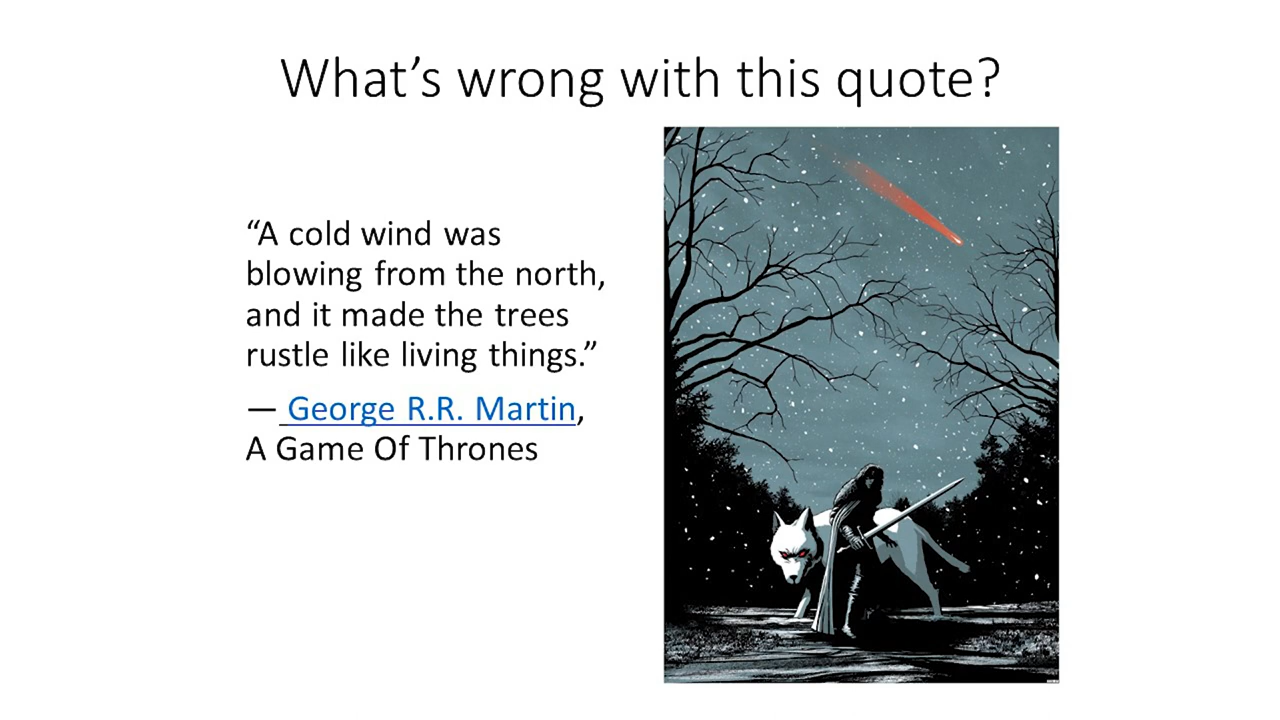 What’s wrong with this quote?
“A cold wind was
blowing from the north,
and it made the trees
rustle like living things.”
— George R.R. Martin,
A Game Of Thrones